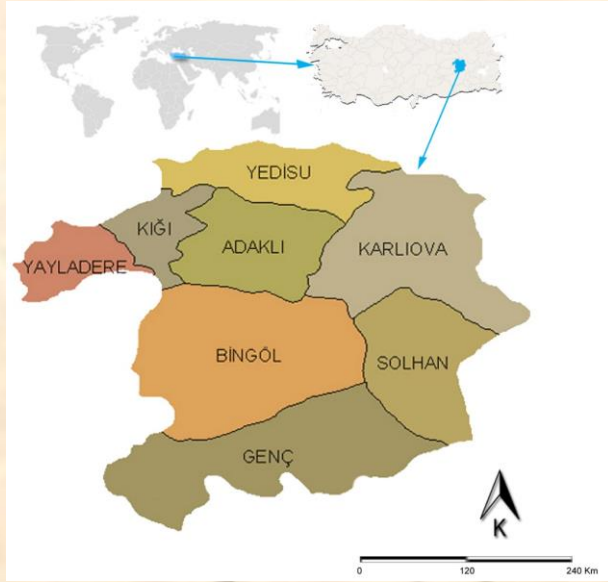 YEDİSU
KIĞI
ADAKLI
KARLIOVA
YAYLADERE
BİNGÖL
SOLHAN
GENÇ
K
0 120 240 Km